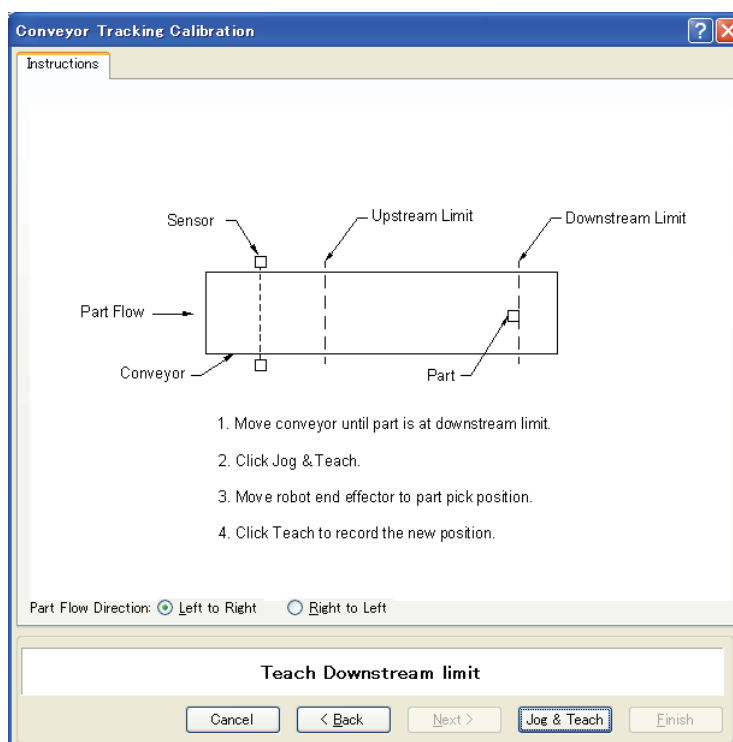 Conveyor Tracking Calibration
Instructions
Sensor
Upstream Limit
Downstream Limit
Part Flow
Conveyor
Part
1. Move conveyor until part is at downstream limit.
2. Click Jog & Teach.
3. Move robot end effector to part pick position.
4. Click Teach to record the new position.
Part Flow Direction: Left to Right Right to Left
Teach Downstream limit
Cancel < Back Next > Jog & Teach Finish